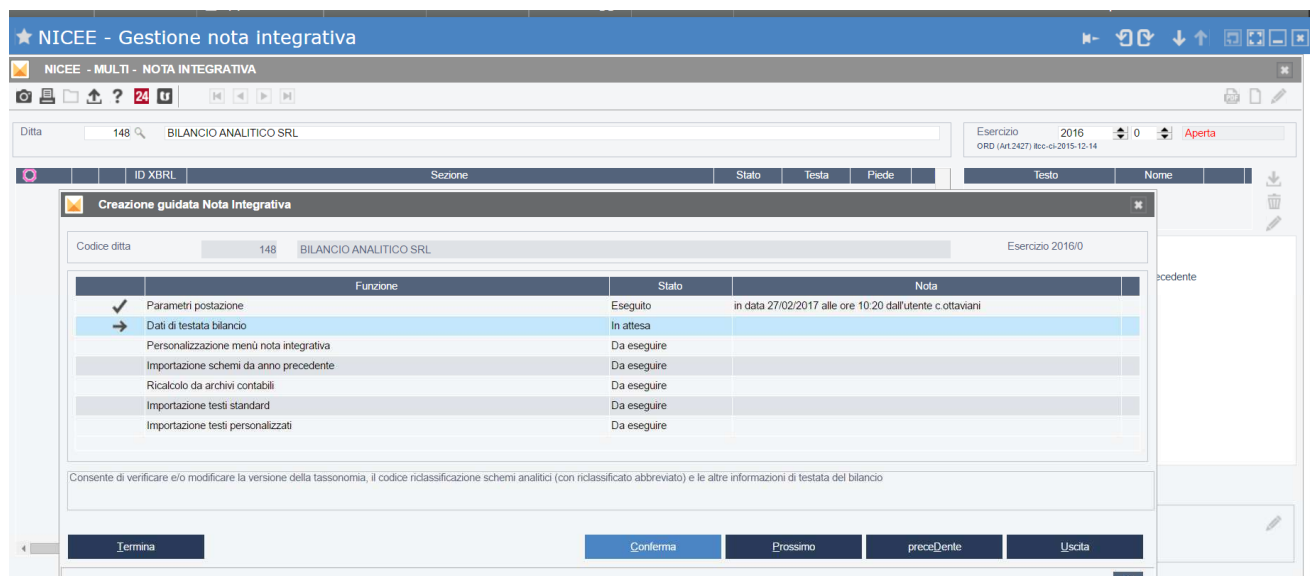 NICEE - Gestione nota integrativa
NICEE - MULTI - NOTA INTEGRATIVA
? 24
Ditta 148 BILANCIO ANALITICO SRL Esercizio 2016 0 Aperta
ORD (Art.2427) itcc-ci-2015-12-14
ID XBRL Sezione Stato Testa Piede Testo Nome
Creazione guidata Nota Integrativa
Codice ditta 148 BILANCIO ANALITICO SRL Esercizio 2016/0
Funzione Stato Nota
Parametri postazione Eseguito in data 27/02/2017 alle ore 10:20 dall'utente c.ottaviani
Dati di testata bilancio In attesa
Personalizzazione menù nota integrativa Da eseguire
Importazione schemi da anno precedente Da eseguire
Ricalcolo da archivi contabili Da eseguire
Importazione testi standard Da eseguire
Importazione testi personalizzati Da eseguire
Consente di verificare e/o modificare la versione della tassonomia, il codice riclassificazione schemi analitici (con riclassificato abbreviato) e le altre informazioni di testata del bilancio
Termina Conferma Prossimo preceDente Uscita